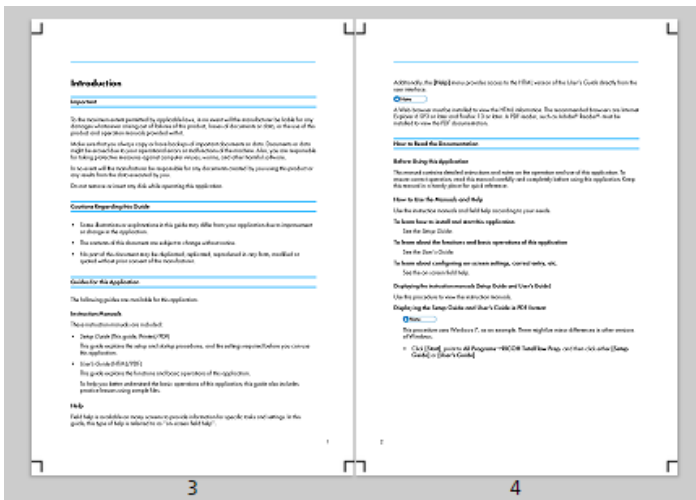 Introduction
Important
To the maximum extent permitted by applicable laws, in no event will the manufacturer be liable for any
damages whatsoever arising out of failures of this product, losses of documents or data, or the use of this
product and operation manuals provided with it.
Make sure that you always copy or have backups of important documents or data. Documents or data
might be erased due to your operational errors or malfunctions of the machine. Also, you are responsible
for taking protective measures against computer viruses, worms, and other harmful software.
In no event will the manufacturer be responsible for any documents created by you using this product or
any results from the data executed by you.
Do not remove or insert any disk while operating this application.
Cautions Regarding this Guide
• Some illustrations or explanations in this guide may differ from your application due to improvement
or change in the application.
• The contents of this document are subject to change without notice.
• No part of this document may be duplicated, replicated, reproduced in any form, modified or
quoted without prior consent of the manufacturer.
Guides for this Application
The following guides are available for this application.
Instruction Manuals
These instruction manuals are included:
• Setup Guide (This guide, Printed/PDF)
This guide explains the setup and startup procedures, and the settings required before you can use
this application.
• User's Guide (HTML/PDF)
This guide explains the functions and basic operations of this application.
To help you better understand the basic operations of this application, this guide also includes
practice lessons using sample files.
Help
Field help is available on many screens to provide information for specific tasks and settings. In this
guide, this type of help is referred to as "on-screen field help".
1
3
Additionally, the [Help] menu provides access to the HTML version of the User's Guide directly from the
user interface.
Note
A Web browser must be installed to view the HTML information. The recommended browsers are Internet
Explorer 8 or later and Firefox 13 or later. A PDF reader, such as Adobe® Reader®, must be
installed to view the PDF documentation.
How to Read the Documentation
Before Using this Application
This manual contains detailed instructions and notes on the operation and use of this application. To
ensure correct operation, read this manual carefully and completely before using this application. Keep
this manual in a handy place for quick reference.
How to Use the Manuals and Help
Use the instruction manuals and field help according to your needs.
To learn how to install and start this application
See the Setup Guide.
To learn about the functions and basic operations of this application
See the User's Guide.
To learn about configuring on-screen settings, correct entry, etc.
See the on-screen field help.
Displaying the instruction manuals (Setup Guide and User's Guide)
Use this procedure to view the instruction manuals.
Displaying the Setup Guide and User's Guide in PDF format
Note
This procedure uses Windows 7, as an example. There might be minor differences in other versions
of Windows.
• Click [Start], point to All Programs → RICOH TotalFlow Prep, and then click either [Setup
Guide] or [User's Guide].
2
4